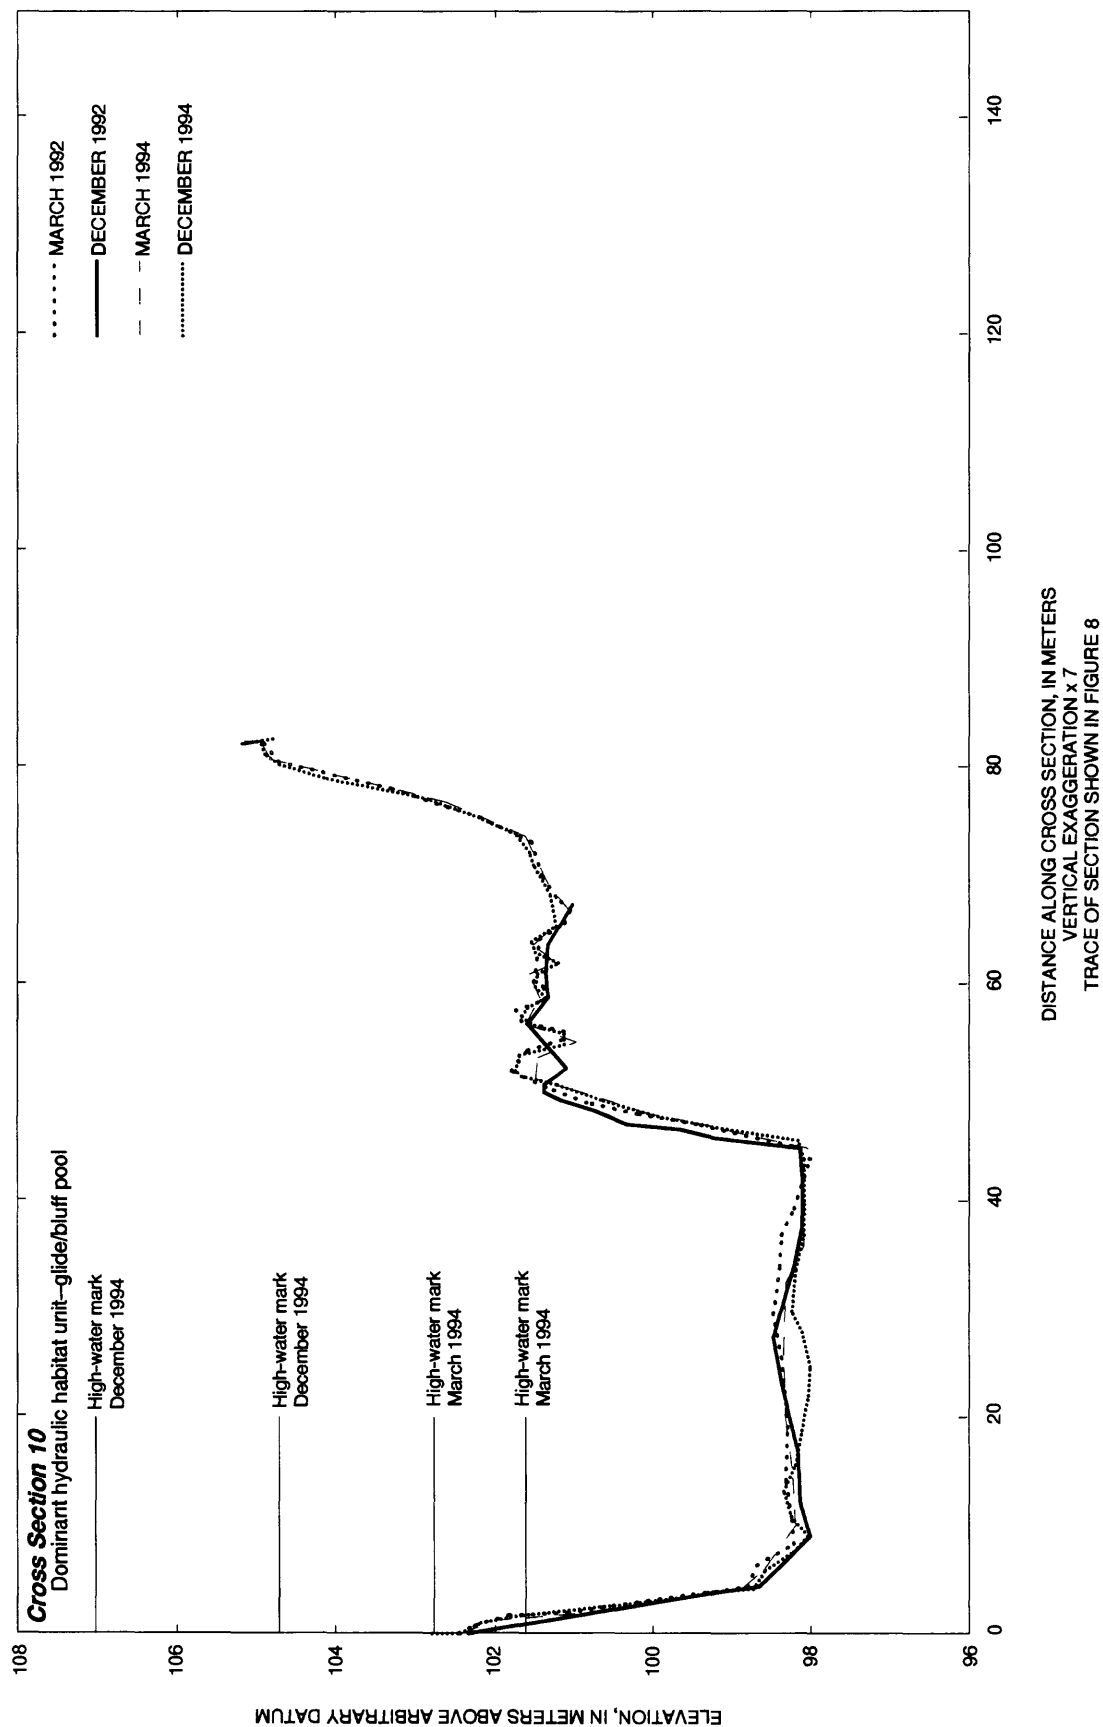 Cross Section 10
Dominant hydraulic habitat unit--glide/bluff pool
High-water mark
December 1994
High-water mark
December 1994
High-water mark
March 1994
High-water mark
March 1994
MARCH 1992
DECEMBER 1992
MARCH 1994
DECEMBER 1994
ELEVATION, IN METERS ABOVE ARBITRARY DATUM
108
106
104
102
100
98
96
0
20
40
60
80
100
120
140
DISTANCE ALONG CROSS SECTION, IN METERS
VERTICAL EXAGGERATION x 7
TRACE OF SECTION SHOWN IN FIGURE 8